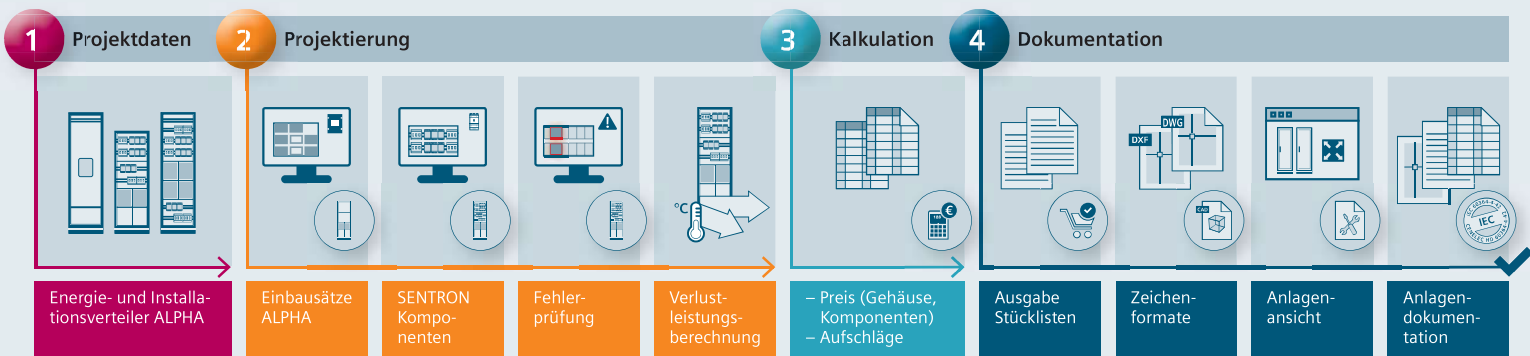 1 Projektdaten
2 Projektierung
3 Kalkulation
4 Dokumentation
°C
€
DXF
DWG
CAD
IEC
Energie- und Installa-
tionsverteiler ALPHA
Einbausätze
ALPHA
SENTRON
Kompo-
nenten
Fehler-
prüfung
Verlust-
leistungs-
berechnung
– Preis (Gehäuse,
Komponenten)
– Aufschläge
Ausgabe
Stücklisten
Zeichen-
formate
Anlagen-
ansicht
Anlagen-
dokumen-
tation